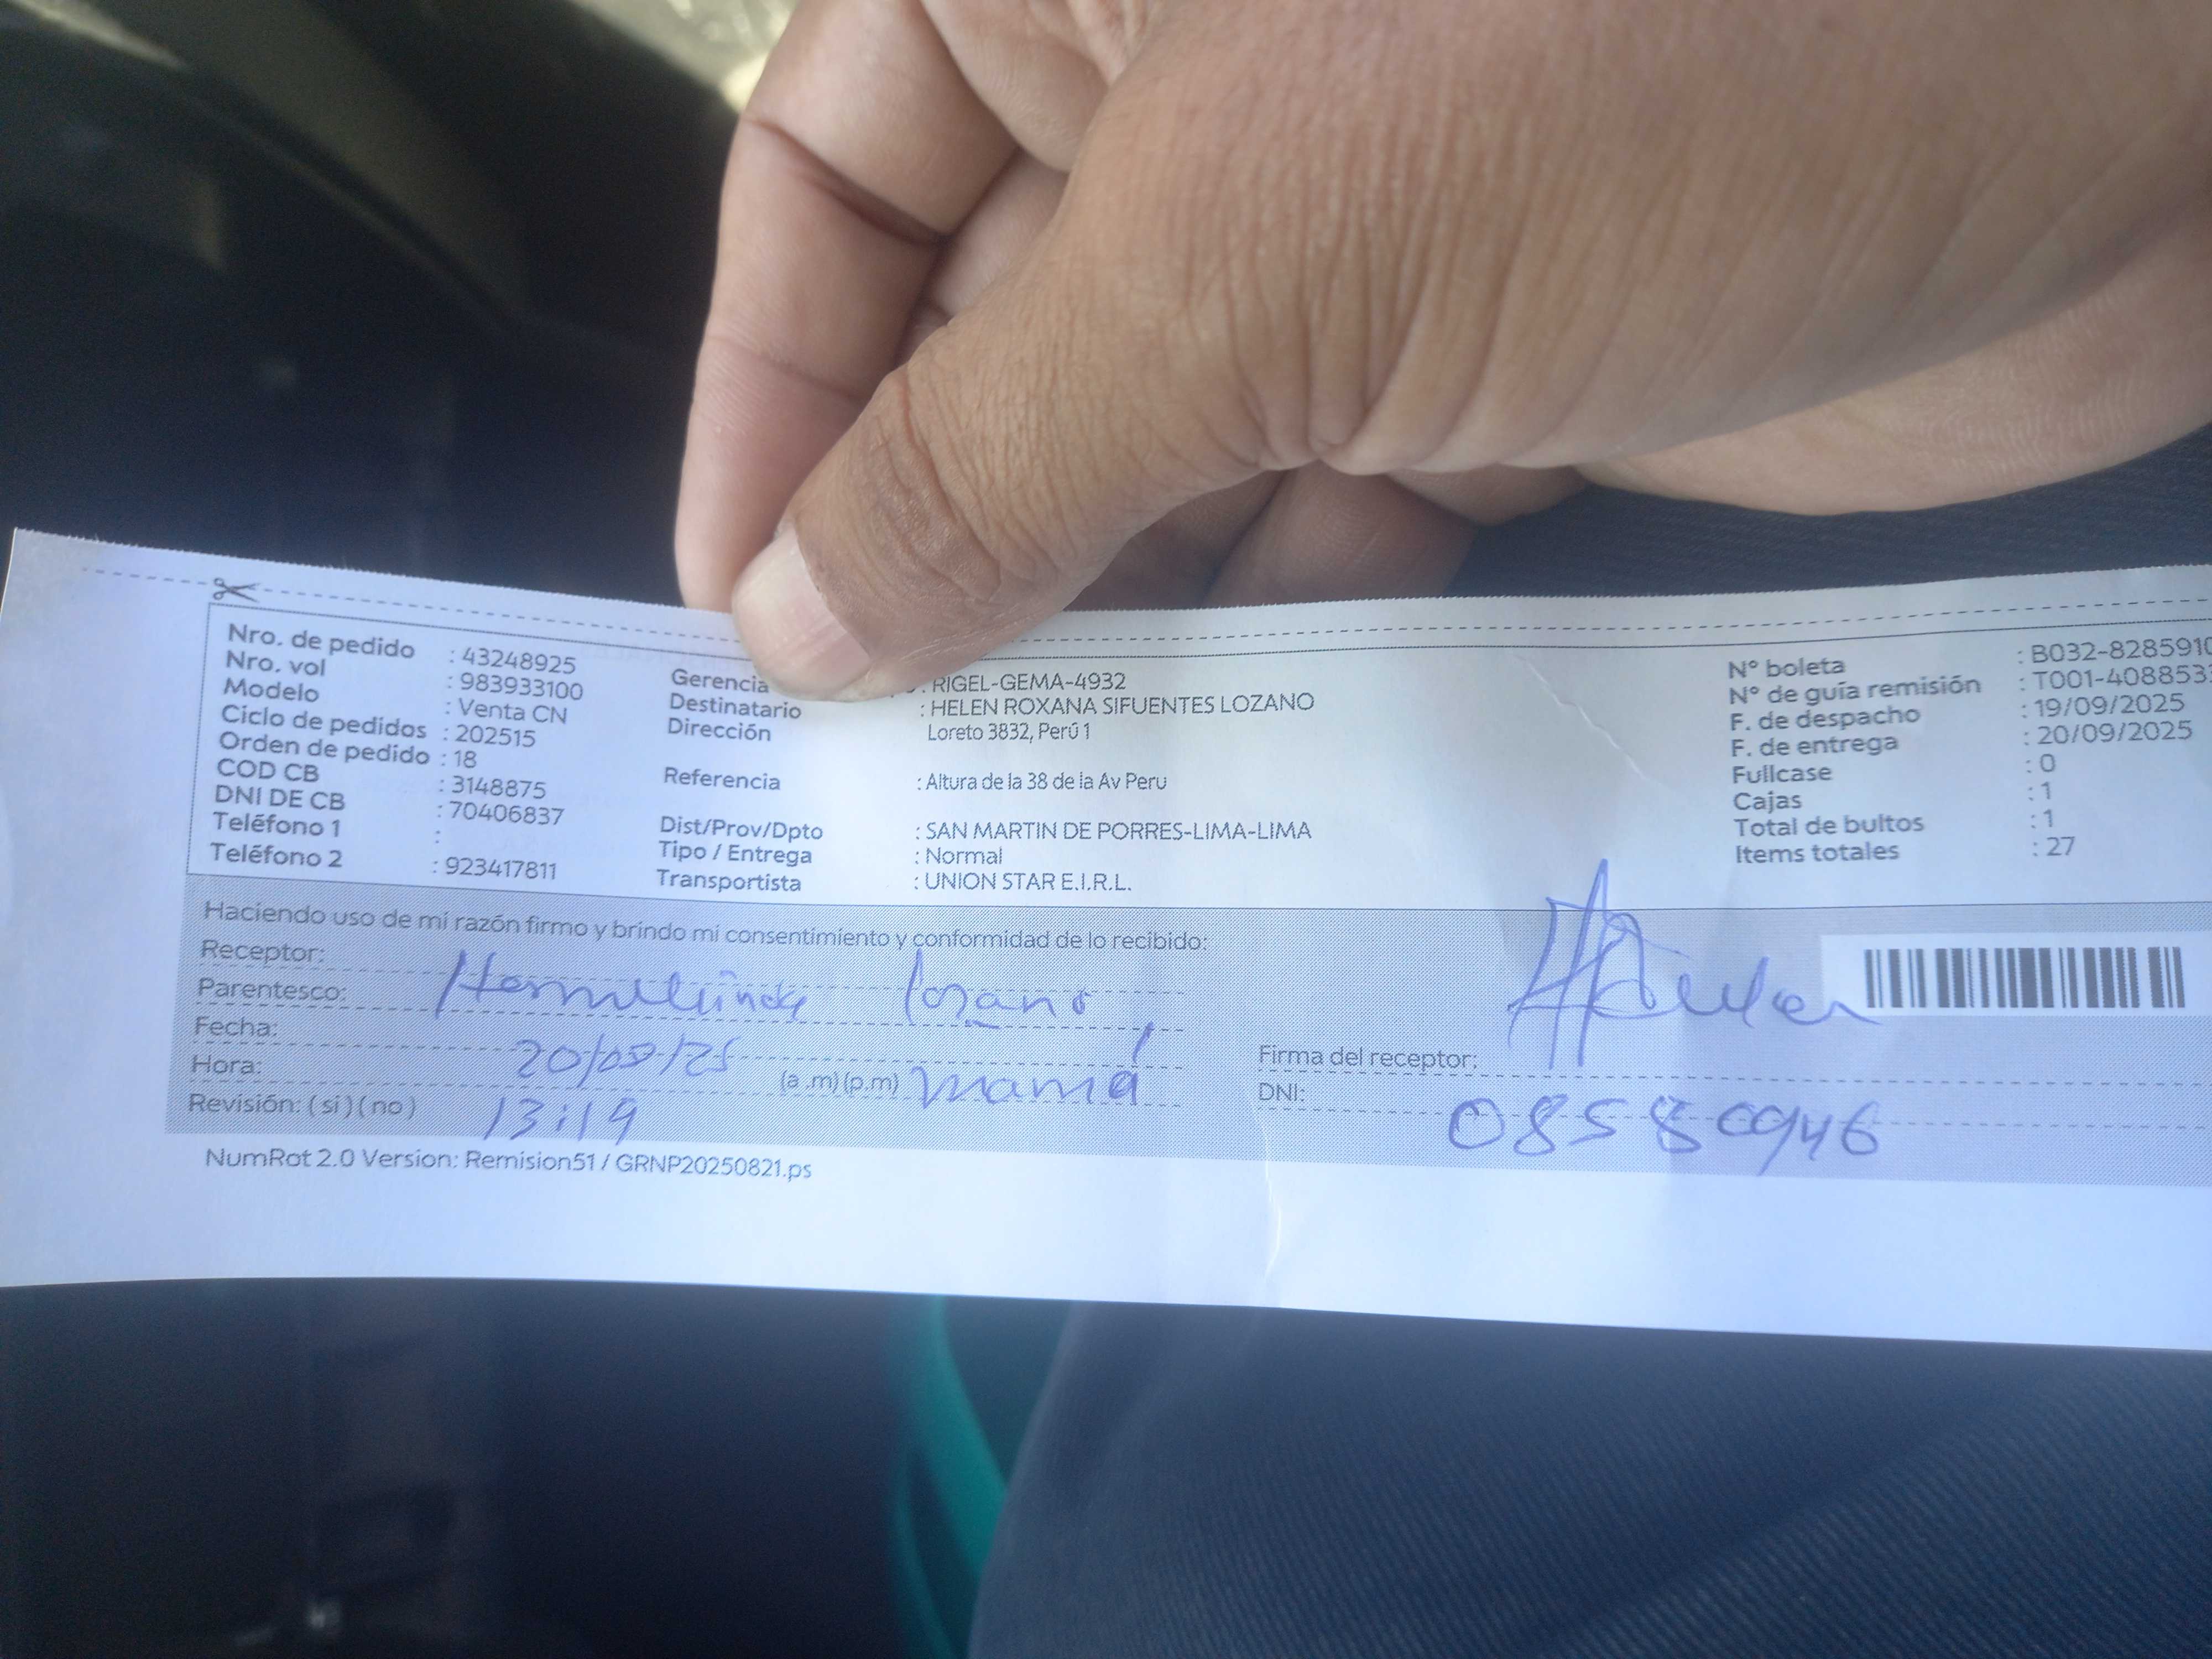 Nro. de pedido : 43248925
Nro. vol : 983933100
Modelo : Venta CN
Ciclo de pedidos : 202515
Orden de pedido : 18
COD CB : 3148875
DNI DE CB : 70406837
Teléfono 1 :
Teléfono 2 : 923417811
Gerencia : RIGEL-GEMA-4932
Destinatario : HELEN ROXANA SIFUENTES LOZANO
Dirección Loreto 3832, Perú 1
Referencia : Altura de la 38 de la Av Peru
Dist/Prov/Dpto : SAN MARTIN DE PORRES-LIMA-LIMA
Tipo / Entrega : Normal
Transportista : UNION STAR E.I.R.L.
N° boleta : B032-8285910
N° de guía remisión : T001-408853
F. de despacho : 19/09/2025
F. de entrega : 20/09/2025
Fullcase : 0
Cajas : 1
Total de bultos : 1
Items totales : 27
Haciendo uso de mi razón firmo y brindo mi consentimiento y conformidad de lo recibido:
Receptor:
Parentesco: lozano
Fecha: 20/09/25
Hora: (a .m) (p.m) mamá
Revisión: ( si ) ( no ) 13:19
Firma del receptor:
DNI: 08580946
NumRot 2.0 Version: Remision51 / GRNP20250821.ps